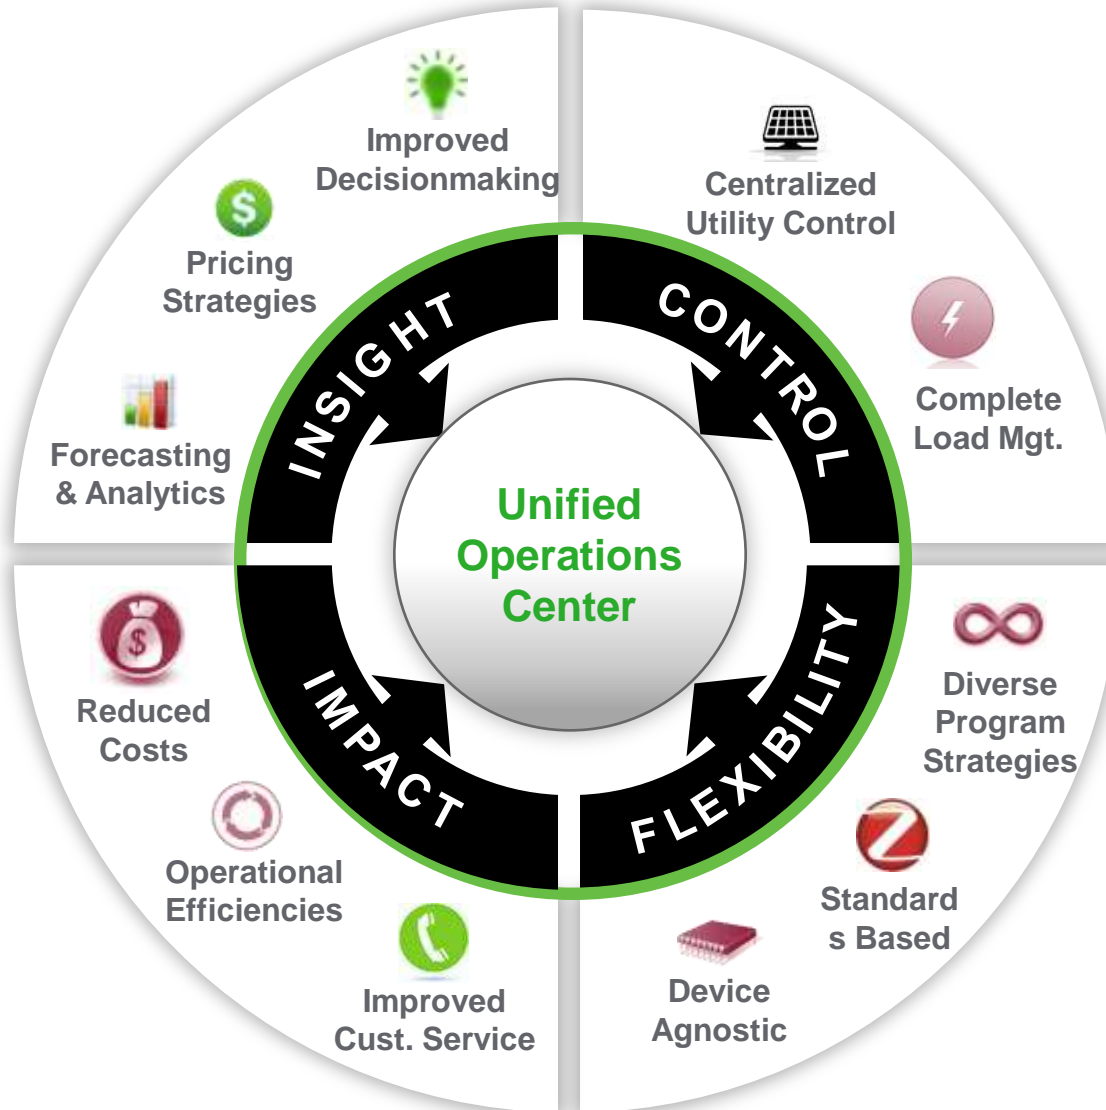 Improved
Decisionmaking
Pricing
Strategies
Forecasting
& Analytics
INSIGHT
Centralized
Utility Control
Complete
Load Mgt.
CONTROL
Unified
Operations
Center
Reduced
Costs
Operational
Efficiencies
Improved
Cust. Service
IMPACT
Diverse
Program
Strategies
Standard
s Based
Device
Agnostic
FLEXIBILITY